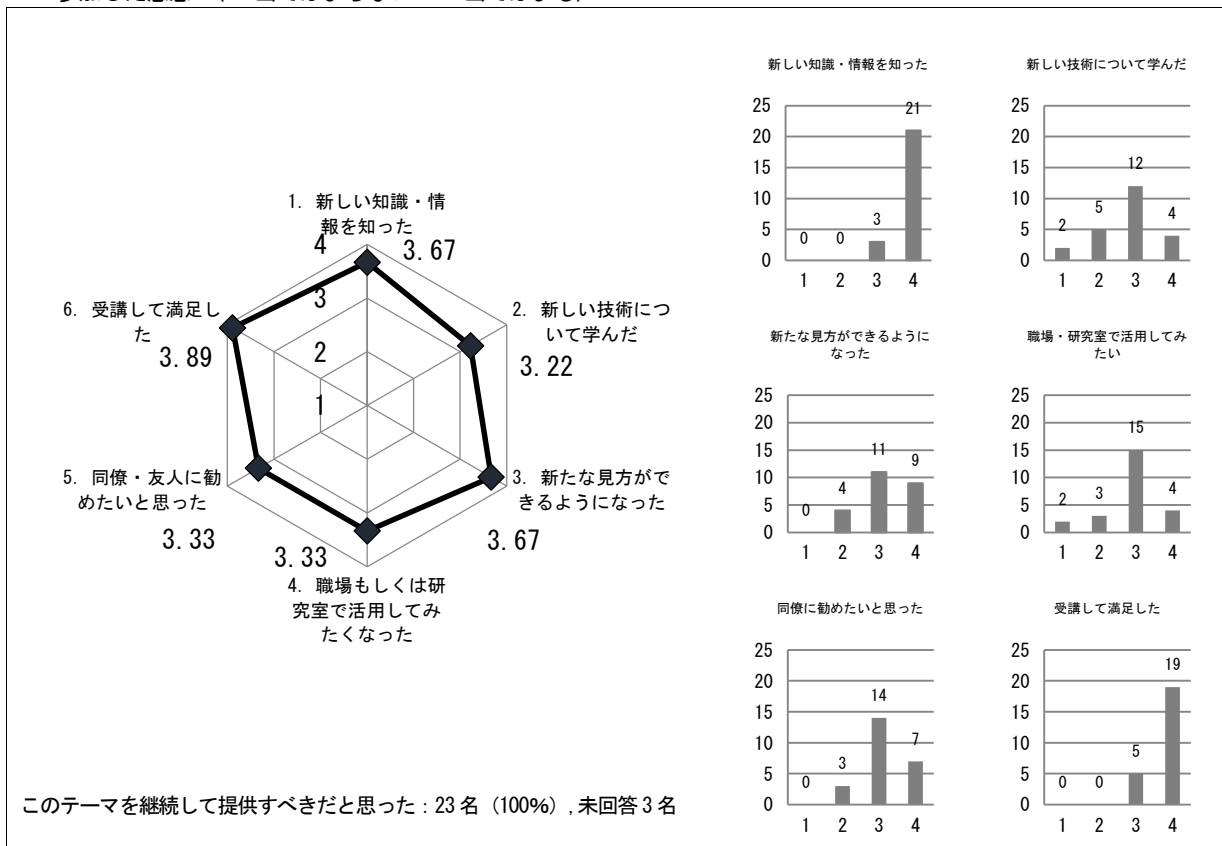 1. 新しい知識・情
報を知った
3.67
4
3
2
1
2. 新しい技術につ
いて学んだ
3.22
3. 新たな見方がで
きるようになった
3.67
4. 職場もしくは研
究室で活用してみ
たくなった
3.33
5. 同僚・友人に勧
めたいと思った
3.33
6. 受講して満足し
た
3.89
このテーマを継続して提供すべきだと思った：23名（100%）,未回答3名
新しい知識・情報を知った
25
20
15
10
5
0
0
0
3
21
1 2 3 4
新しい技術について学んだ
25
20
15
10
5
0
2
5
12
4
1 2 3 4
新たな見方ができるように
なった
25
20
15
10
5
0
0
4
11
9
1 2 3 4
職場・研究室で活用してみ
たい
25
20
15
10
5
0
2
3
15
4
1 2 3 4
同僚に勧めたいと思った
25
20
15
10
5
0
0
3
14
7
1 2 3 4
受講して満足した
25
20
15
10
5
0
0
0
5
19
1 2 3 4